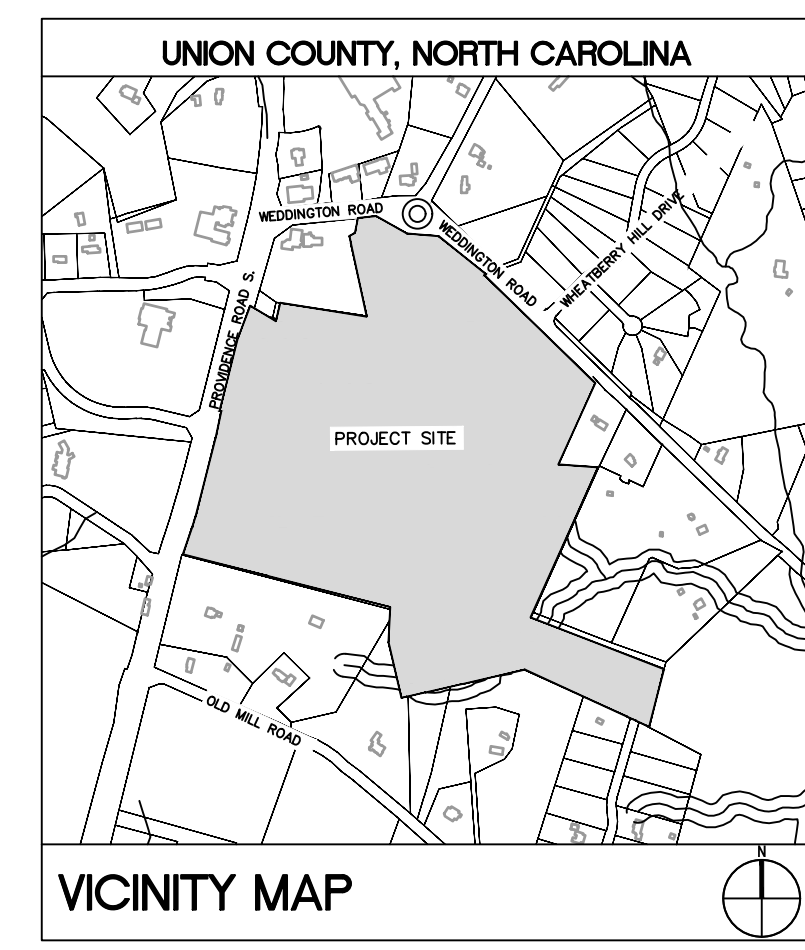 UNION COUNTY, NORTH CAROLINA
WEDDINGTON ROAD
WEDDINGTON ROAD
WHEATBERRY HILL DRIVE
PROVIDENCE ROAD S.
PROJECT SITE
OLD MILL ROAD
VICINITY MAP
N